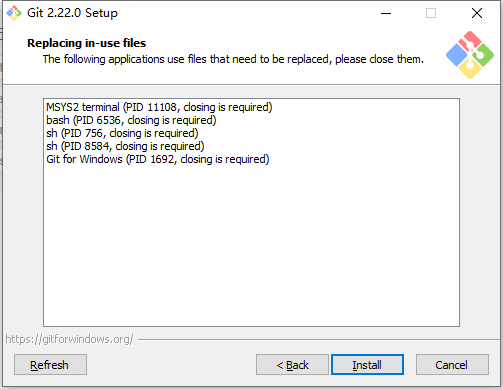 Git 2.22.0 Setup
Replacing in-use files
The following applications use files that need to be replaced, please close them.
MSYS2 terminal (PID 11108, closing is required)
bash (PID 6536, closing is required)
sh (PID 756, closing is required)
sh (PID 8584, closing is required)
Git for Windows (PID 1692, closing is required)
https://gitforwindows.org/
Refresh
< Back
Install
Cancel